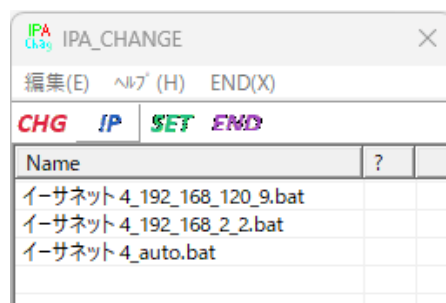 IPA
Chag IPA_CHANGE
編集(E) ﾍﾙﾌﾟ(H) END(X)
CHG IP SET END
Name ?
イーサネット 4_192_168_120_9.bat
イーサネット 4_192_168_2_2.bat
イーサネット 4_auto.bat